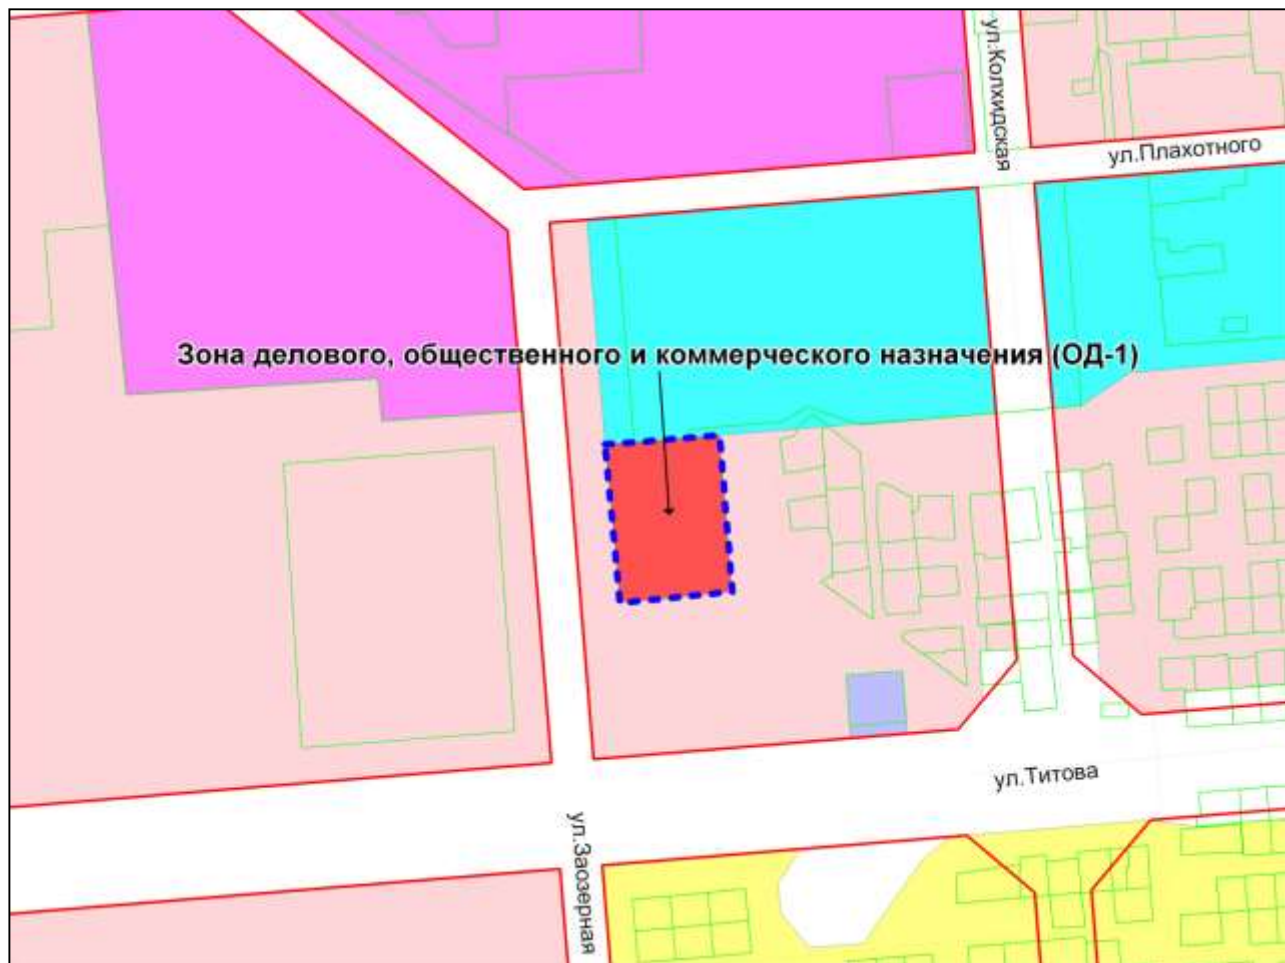 ул.Колхидская
ул.Плахотного
Зона делового, общественного и коммерческого назначения (ОД-1)
ул.Титова
ул.Заозерная